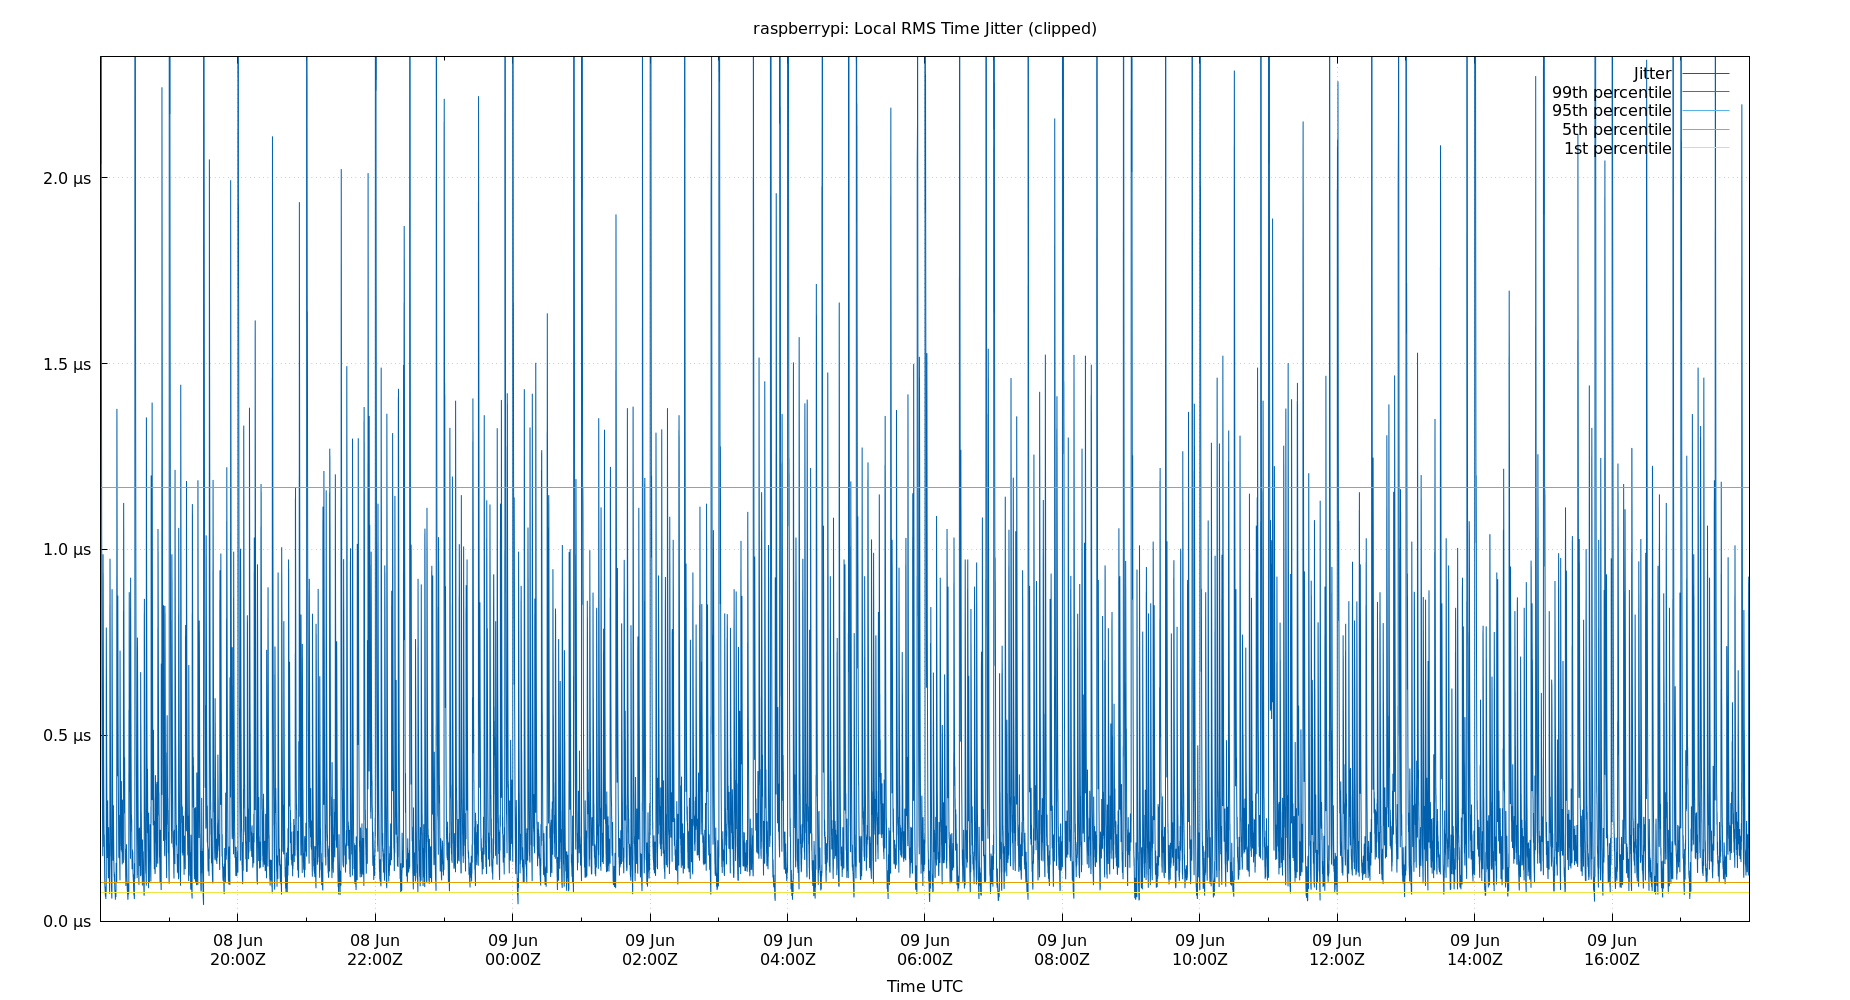 raspberrypi: Local RMS Time Jitter (clipped)
Jitter
99th percentile
95th percentile
5th percentile
1st percentile
2.0 µs
1.5 µs
1.0 µs
0.5 µs
0.0 µs
08 Jun 08 Jun 09 Jun 09 Jun 09 Jun 09 Jun 09 Jun 09 Jun 09 Jun 09 Jun 09 Jun
20:00Z 22:00Z 00:00Z 02:00Z 04:00Z 06:00Z 08:00Z 10:00Z 12:00Z 14:00Z 16:00Z
Time UTC